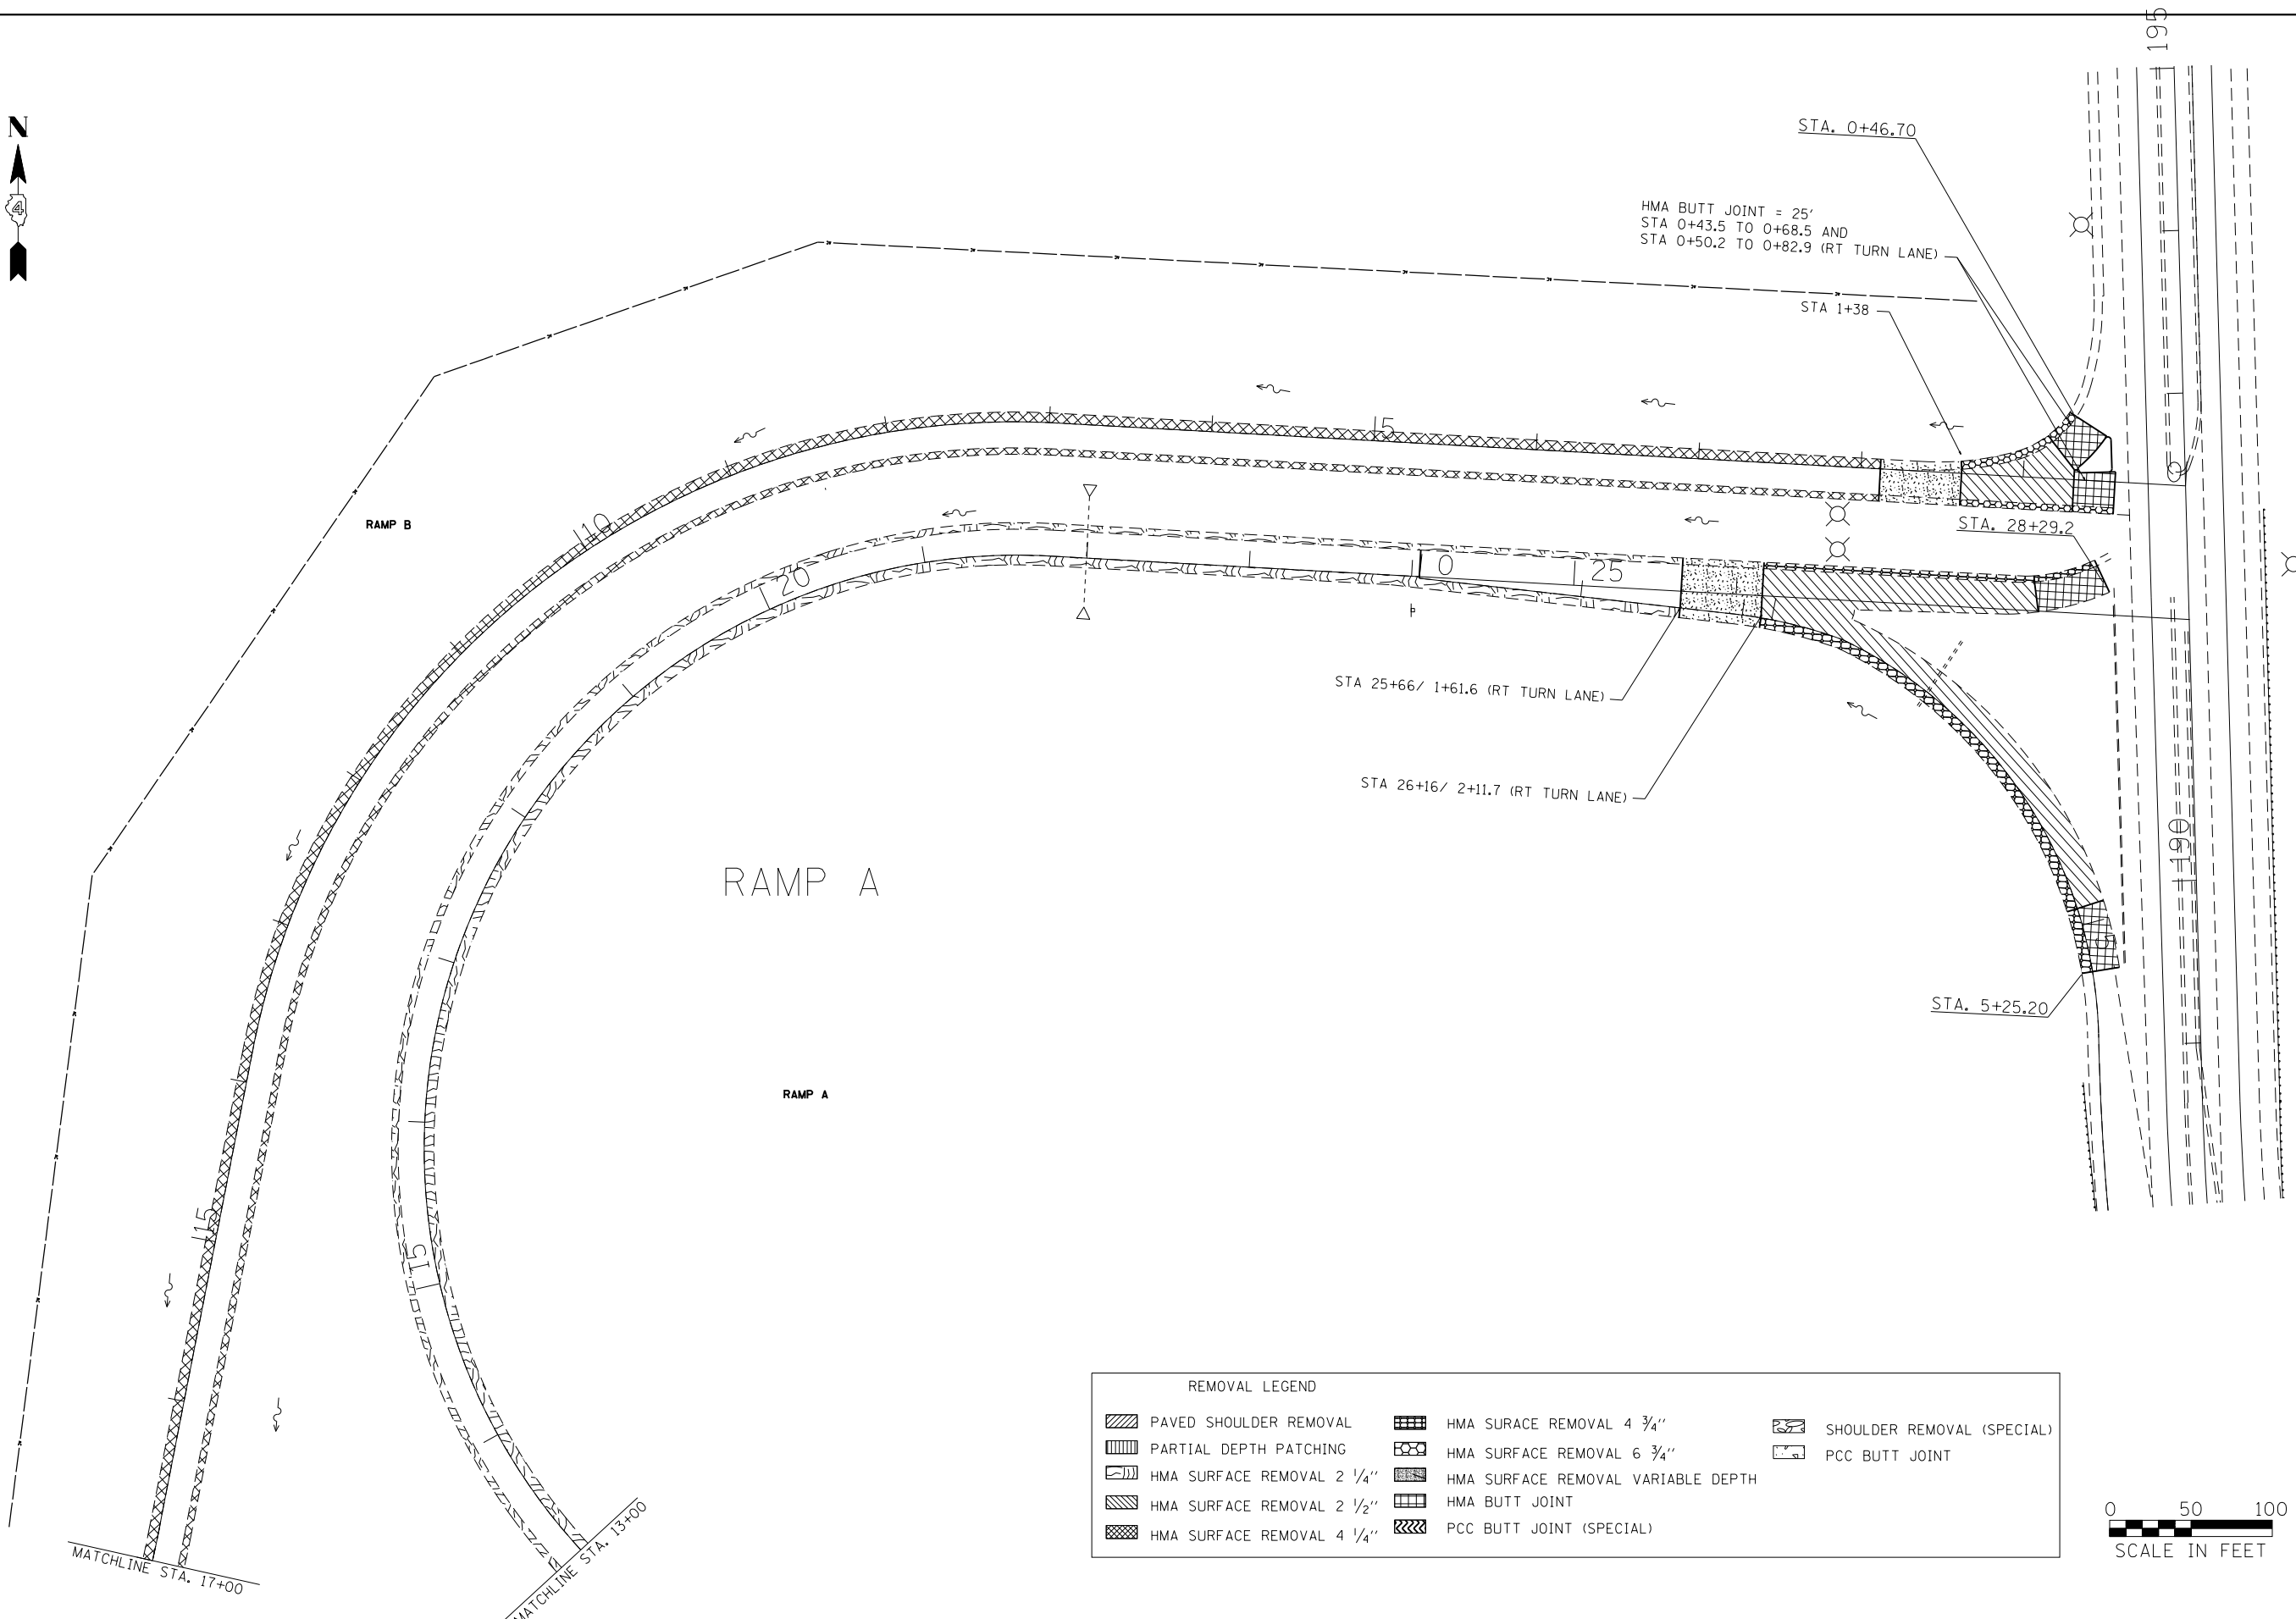 195
N
4
STA. 0+46.70
HMA BUTT JOINT = 25'
STA 0+43.5 TO 0+68.5 AND
STA 0+50.2 TO 0+82.9 (RT TURN LANE)
STA 1+38
5
0
10
RAMP B
STA. 28+29.2
20
0
25
P
STA 25+66/ 1+61.6 (RT TURN LANE)
STA 26+16/ 2+11.7 (RT TURN LANE)
190
RAMP A
5
STA. 5+25.20
RAMP A
15
15
REMOVAL LEGEND
PAVED SHOULDER REMOVAL
PARTIAL DEPTH PATCHING
HMA SURFACE REMOVAL 2 1/4"
HMA SURFACE REMOVAL 2 1/2"
HMA SURFACE REMOVAL 4 1/4"
HMA SURACE REMOVAL 4 3/4"
HMA SURFACE REMOVAL 6 3/4"
HMA SURFACE REMOVAL VARIABLE DEPTH
HMA BUTT JOINT
PCC BUTT JOINT (SPECIAL)
SHOULDER REMOVAL (SPECIAL)
PCC BUTT JOINT
0 50 100
SCALE IN FEET
MATCHLINE STA. 17+00
MATCHLINE STA. 13+00